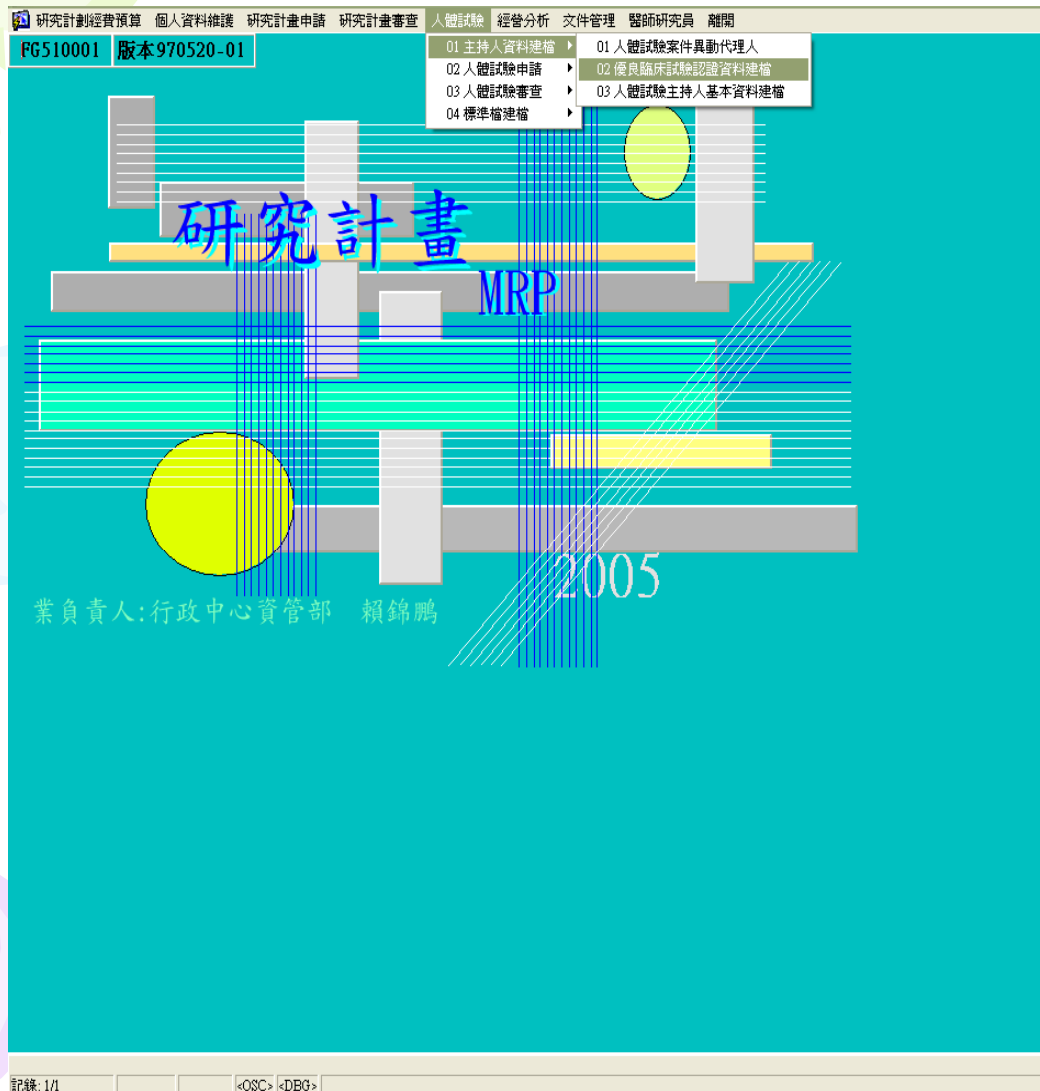 研究計劃經費預算 個人資料維護 研究計畫申請 研究計畫審查 人體試驗 經營分析 文件管理 醫師研究員 離開
FG510001 版本970520-01
01 主持人資料建檔
02 人體試驗申請
03 人體試驗審查
04 標準檔建檔
01 人體試驗案件異動代理人
02 優良臨床試驗認證資料建檔
03 人體試驗主持人基本資料建檔
研究計畫
MRP
2005
業負責人:行政中心資管部 賴錦鵬
記錄: 1/1 <OSC> <DBG>